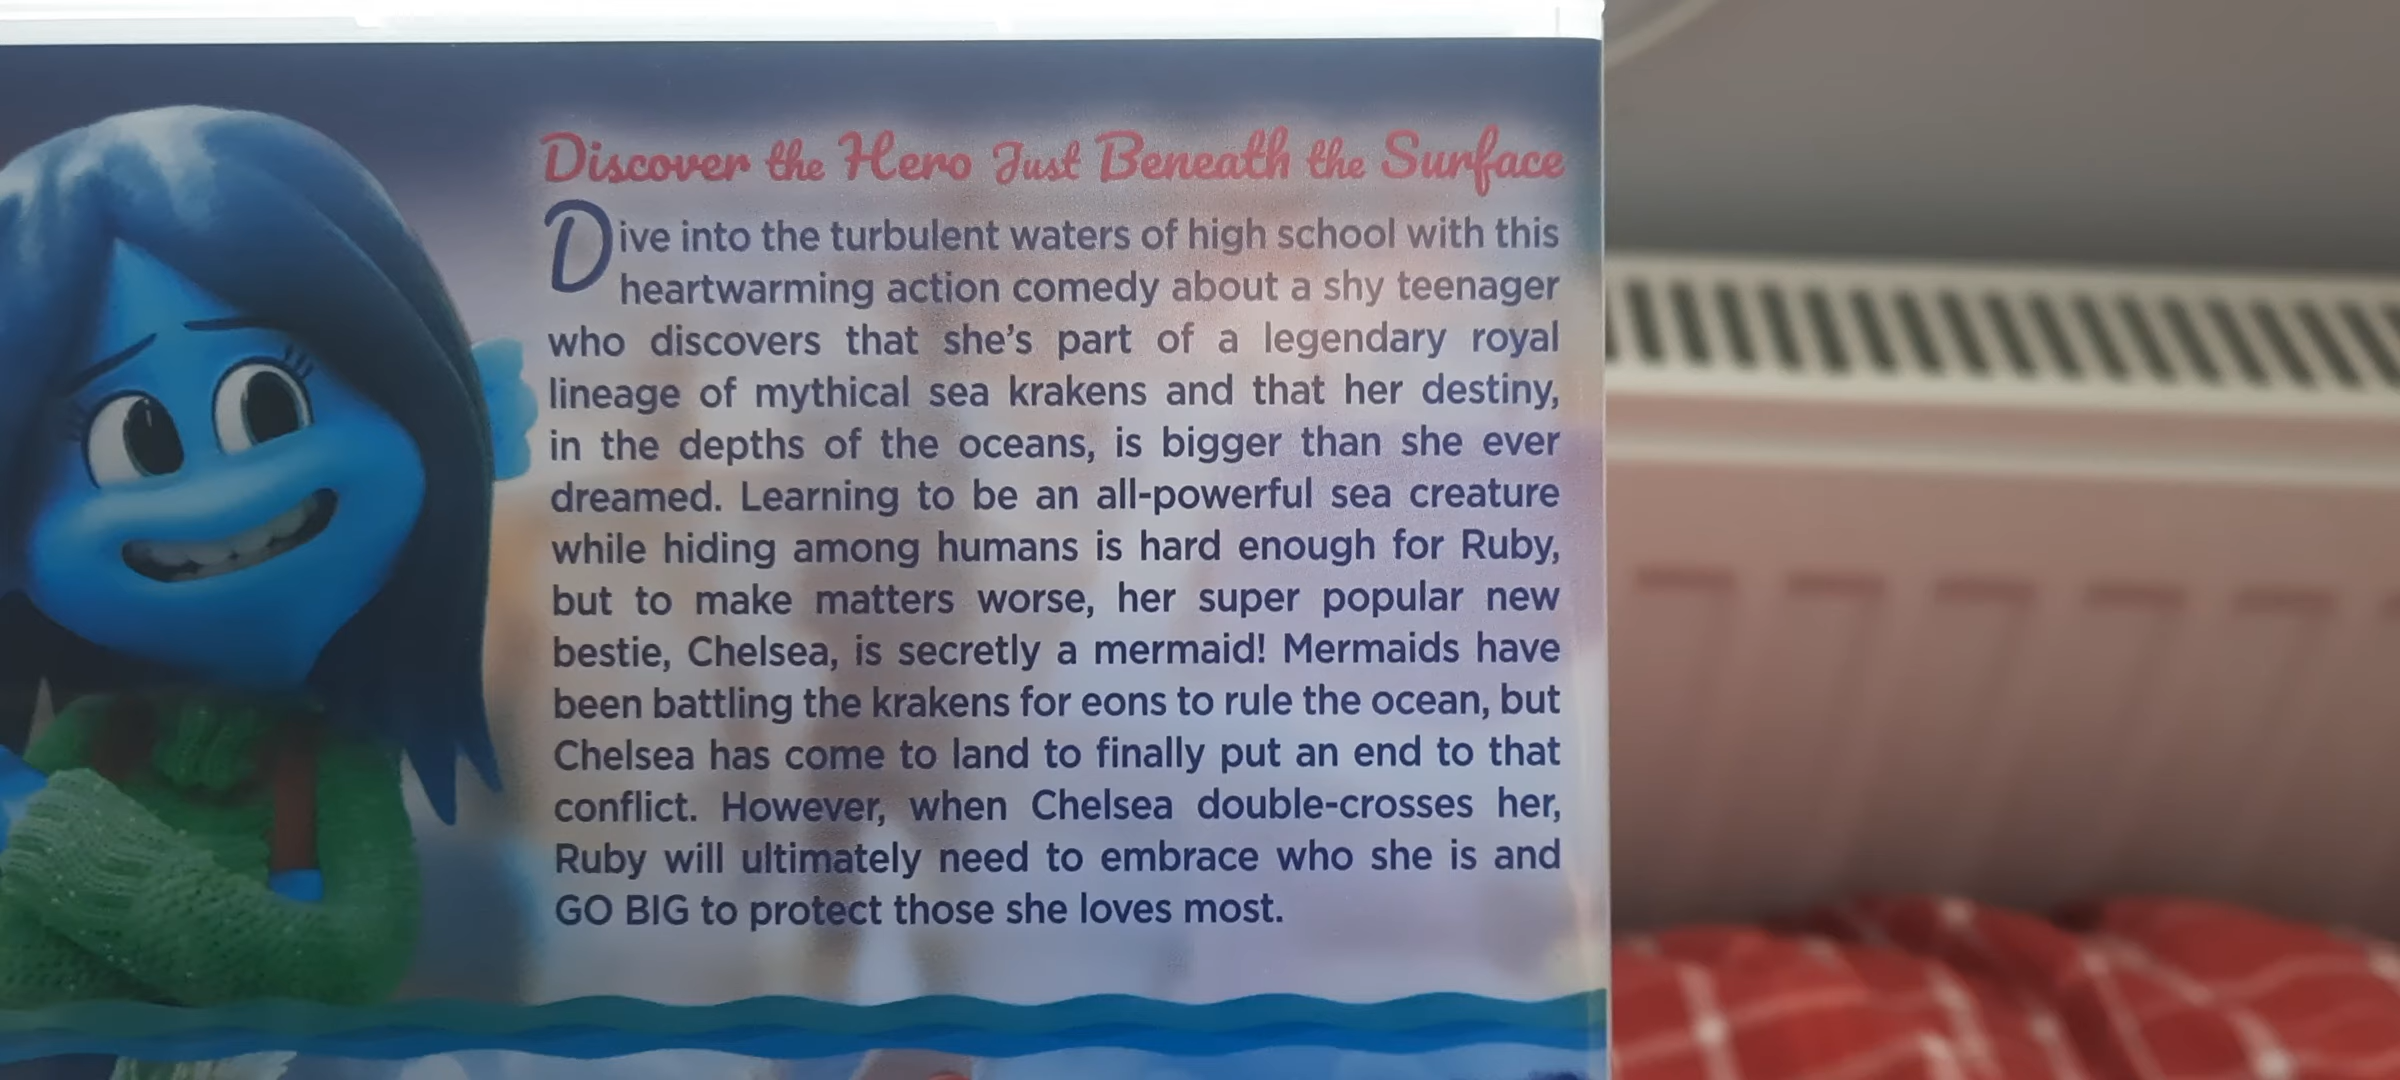 Discover the Hero Just Beneath the Surface
Dive into the turbulent waters of high school with this
heartwarming action comedy about a shy teenager
who discovers that she's part of a legendary royal
lineage of mythical sea krakens and that her destiny,
in the depths of the oceans, is bigger than she ever
dreamed. Learning to be an all-powerful sea creature
while hiding among humans is hard enough for Ruby,
but to make matters worse, her super popular new
bestie, Chelsea, is secretly a mermaid! Mermaids have
been battling the krakens for eons to rule the ocean, but
Chelsea has come to land to finally put an end to that
conflict. However, when Chelsea double-crosses her,
Ruby will ultimately need to embrace who she is and
GO BIG to protect those she loves most.